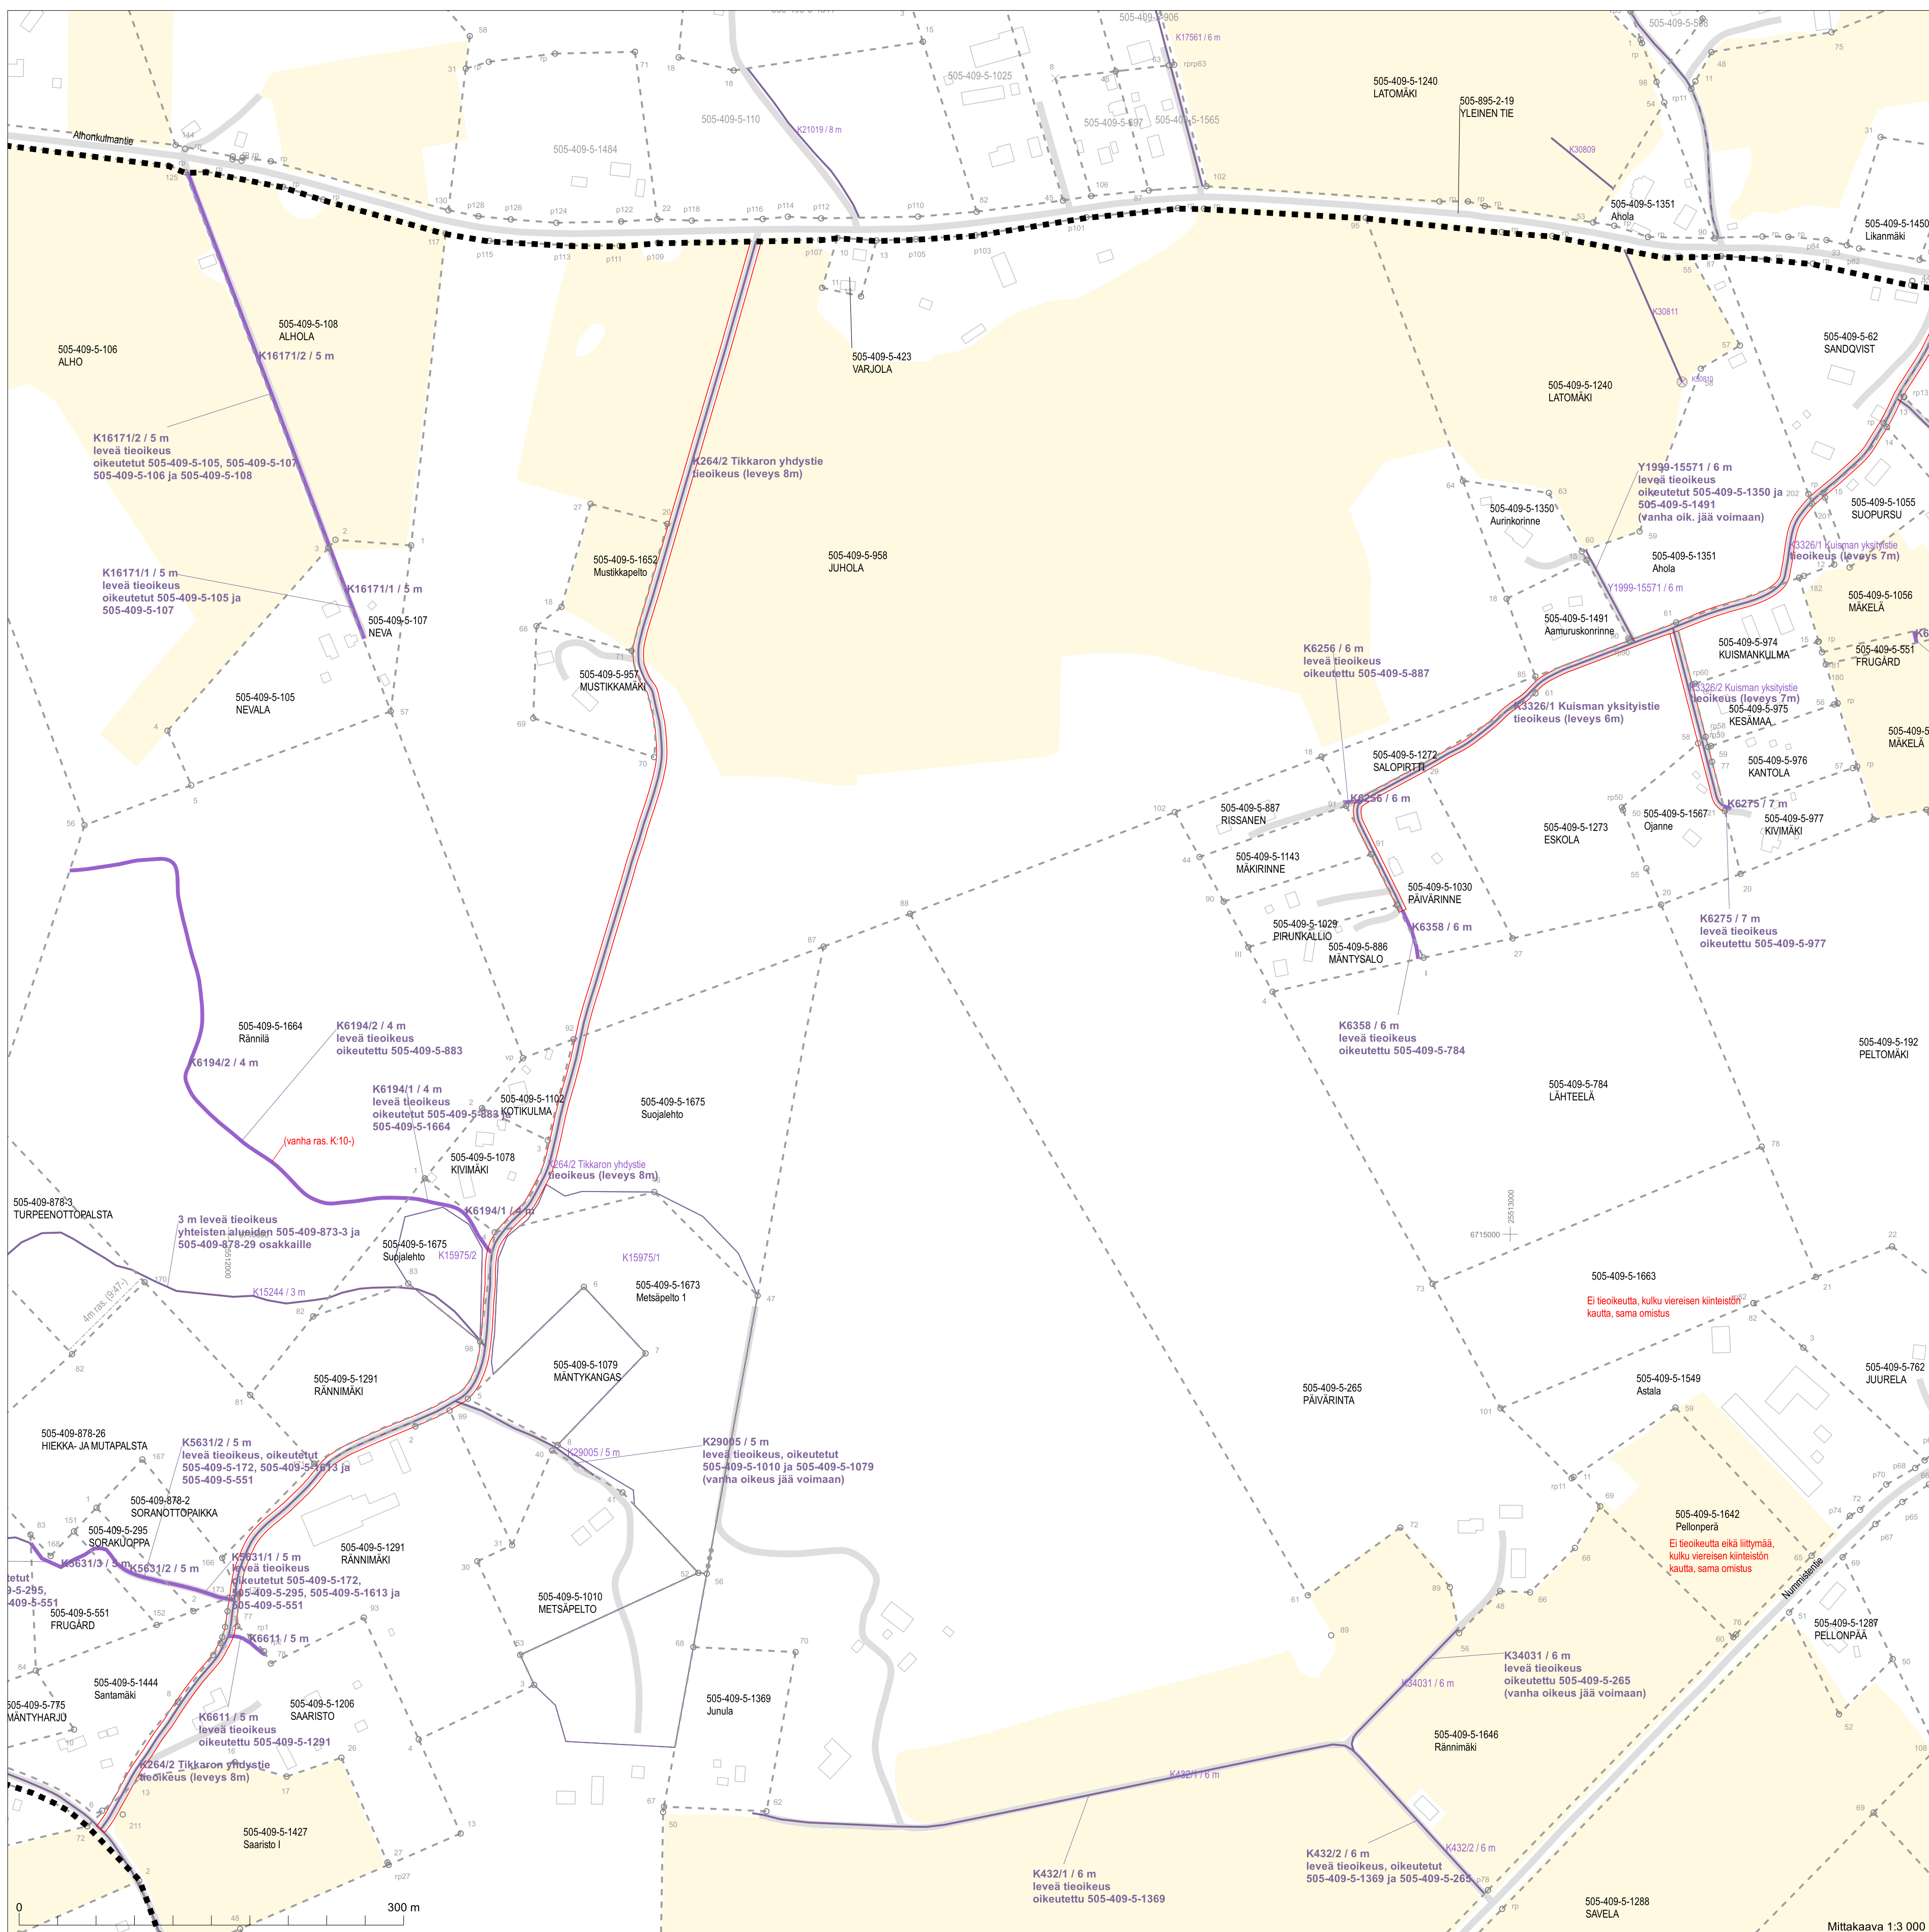 505-409-5-906
K17561 / 6 m
505-409-5-1240
LATOMÄKI
505-895-2-19
YLEINEN TIE
505-409-5-1025
505-409-5-110
K21019 / 8 m
505-409-5-1484
505-409-5-697
505-409-5-1565
Alhonkulmantie
K30809
505-409-5-1351
Ahola
505-409-5-1450
Likanmäki
505-409-5-108
ALHOLA
505-409-5-106
ALHO
K16171/2 / 5 m
505-409-5-423
VARJOLA
K30811
505-409-5-62
SANDQVIST
505-409-5-1240
LATOMÄKI
K16171/2 / 5 m
leveä tieoikeus
oikeutetut 505-409-5-105, 505-409-5-107
505-409-5-106 ja 505-409-5-108
K264/2 Tikkaron yhdystie
tieoikeus (leveys 8m)
Y1999-15571 / 6 m
leveä tieoikeus
oikeutetut 505-409-5-1350 ja
505-409-5-1491
(vanha oik. jää voimaan)
505-409-5-1350
Aurinkorinne
505-409-5-1055
SUOPURSU
505-409-5-1652
Mustikkapelto
505-409-5-958
JUHOLA
505-409-5-1351
Ahola
K3326/1 Kuisman yksityistie
tieoikeus (leveys 7m)
Y1999-15571 / 6 m
505-409-5-1056
MÄKELÄ
K16171/1 / 5 m
leveä tieoikeus
oikeutetut 505-409-5-105 ja
505-409-5-107
K16171/1 / 5 m
505-409-5-107
NEVA
505-409-5-1491
Aamuruskonrinne
505-409-5-974
KUISMANKULMA
505-409-5-551
FRUGÅRD
K6256 / 6 m
leveä tieoikeus
oikeutettu 505-409-5-887
505-409-5-957
MUSTIKKAMÄKI
505-409-5-105
NEVALA
K3326/2 Kuisman yksityistie
tieoikeus (leveys 7m)
K3326/1 Kuisman yksityistie
tieoikeus (leveys 6m)
505-409-5-975
KESÄMAA
MÄKELÄ
505-409-5-1272
SALOPIRTTI
505-409-5-976
KANTOLA
K6256 / 6 m
505-409-5-887
RISSANEN
K6275 / 7 m
505-409-5-1567
Ojanne
505-409-5-977
KIVIMÄKI
505-409-5-1273
ESKOLA
505-409-5-1143
MÄKIRINNE
505-409-5-1030
PÄIVÄRINNE
505-409-5-1029
PIRUNKALLIO
K6358 / 6 m
505-409-5-886
MÄNTYSALO
K6275 / 7 m
leveä tieoikeus
oikeutettu 505-409-5-977
K6358 / 6 m
leveä tieoikeus
oikeutettu 505-409-5-784
505-409-5-1664
Rännilä
K6194/2 / 4 m
leveä tieoikeus
oikeutettu 505-409-5-883
K6194/2 / 4 m
505-409-5-192
PELTOMÄKI
505-409-5-784
LÄHTEELÄ
K6194/1 / 4 m
leveä tieoikeus
oikeutetut 505-409-5-883 ja
505-409-5-1664
505-409-5-1102
KOTIKULMA
505-409-5-1675
Suojalehto
(vanha ras. K:10-)
505-409-5-1078
KIVIMÄKI
K264/2 Tikkaron yhdystie
tieoikeus (leveys 8m)
505-409-878-3
TURPEENOTTOPALSTA
K6194/1 / 4 m
3 m leveä tieoikeus
yhteisten alueiden 505-409-873-3 ja
505-409-878-29 osakkaille
505-409-5-1675
Suojalehto
K15975/2
K15975/1
25513000
6715000
505-409-5-1673
Metsäpelto 1
K15244 / 3 m
4m ras. (9:47-)
505-409-5-1663
Ei tieoikeutta, kulku viereisen kiinteistön
kautta, sama omistus
505-409-5-1291
RÄNNIMÄKI
505-409-5-1079
MÄNTYKANGAS
505-409-5-265
PÄIVÄRINTA
505-409-5-1549
Astala
505-409-5-762
JUURELA
505-409-878-26
HIEKKA- JA MUTAPALSTA
K5631/2 / 5 m
leveä tieoikeus, oikeutetut
505-409-5-172, 505-409-5-1613 ja
505-409-5-551
K29005 / 5 m
K29005 / 5 m
leveä tieoikeus, oikeutetut
505-409-5-1010 ja 505-409-5-1079
(vanha oikeus jää voimaan)
505-409-878-2
SORANOTTOPAIKKA
505-409-5-295
SORAKUOPPA
505-409-5-1291
RÄNNIMÄKI
505-409-5-1642
Pellonperä
Ei tieoikeutta eikä liittymää,
kulku viereisen kiinteistön
kautta, sama omistus
K5631/3 / 5 m
K5631/2 / 5 m
K5631/1 / 5 m
leveä tieoikeus
oikeutetut 505-409-5-172,
505-409-5-295, 505-409-5-1613 ja
505-409-5-551
Nummistentie
505-409-5-551
FRUGÅRD
505-409-5-1010
METSÄPELTO
505-409-5-1287
PELLONPÄÄ
K6611 / 5 m
505-409-5-1444
Santamäki
505-409-5-775
MÄNTYHARJU
505-409-5-1206
SAARISTO
505-409-5-1369
Junula
K34031 / 6 m
leveä tieoikeus
oikeutettu 505-409-5-265
(vanha oikeus jää voimaan)
K34031 / 6 m
K6611 / 5 m
leveä tieoikeus
oikeutettu 505-409-5-1291
505-409-5-1646
Rännimäki
K264/2 Tikkaron yhdystie
tieoikeus (leveys 8m)
K432/1 / 6 m
505-409-5-1427
Saaristo I
K432/2 / 6 m
K432/1 / 6 m
leveä tieoikeus
oikeutettu 505-409-5-1369
K432/2 / 6 m
leveä tieoikeus, oikeutetut
505-409-5-1369 ja 505-409-5-265
505-409-5-1288
SAVELA
0 300 m
Mittakaava 1:3 000